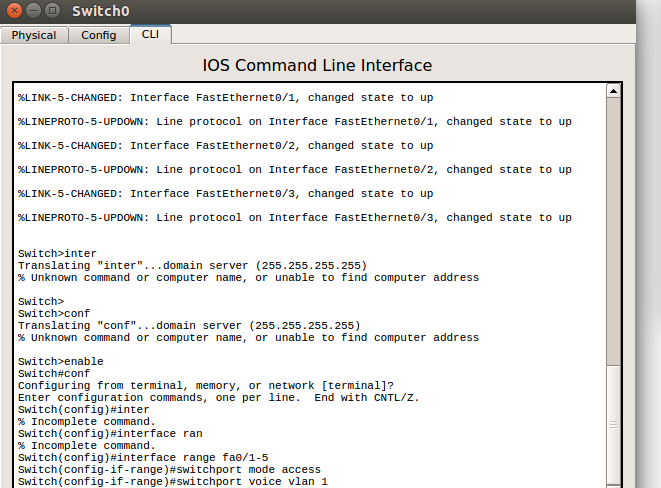 Switch0
Physical Config CLI
IOS Command Line Interface
%LINK-5-CHANGED: Interface FastEthernet0/1, changed state to up
%LINEPROTO-5-UPDOWN: Line protocol on Interface FastEthernet0/1, changed state to up
%LINK-5-CHANGED: Interface FastEthernet0/2, changed state to up
%LINEPROTO-5-UPDOWN: Line protocol on Interface FastEthernet0/2, changed state to up
%LINK-5-CHANGED: Interface FastEthernet0/3, changed state to up
%LINEPROTO-5-UPDOWN: Line protocol on Interface FastEthernet0/3, changed state to up
Switch>inter
Translating "inter"...domain server (255.255.255.255)
% Unknown command or computer name, or unable to find computer address
Switch>
Switch>conf
Translating "conf"...domain server (255.255.255.255)
% Unknown command or computer name, or unable to find computer address
Switch>enable
Switch#conf
Configuring from terminal, memory, or network [terminal]?
Enter configuration commands, one per line.  End with CNTL/Z.
Switch(config)#inter
% Incomplete command.
Switch(config)#interface ran
% Incomplete command.
Switch(config)#interface range fa0/1-5
Switch(config-if-range)#switchport mode access
Switch(config-if-range)#switchport voice vlan 1